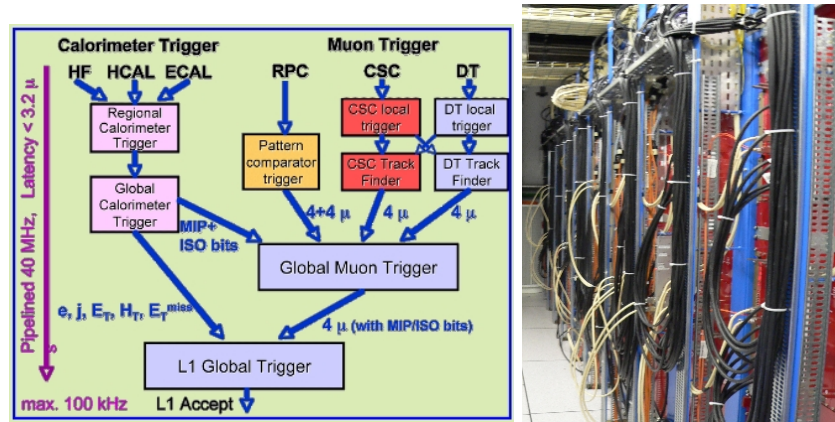 Calorimeter Trigger
Muon Trigger
HF HCAL ECAL
RPC
CSC
DT
Regional
Calorimeter
Trigger
CSC local
trigger
DT local
trigger
Pattern
comparator
trigger
CSC Track
Finder
DT Track
Finder
Global
Calorimeter
Trigger
MIP+
ISO bits
4+4 μ
4 μ
4 μ
Global Muon Trigger
e, j, E_T, H_T, E_T^miss
4 μ (with MIP/ISO bits)
L1 Global Trigger
L1 Accept
max. 100 kHz
Pipelined 40 MHz, Latency < 3.2 μ
s